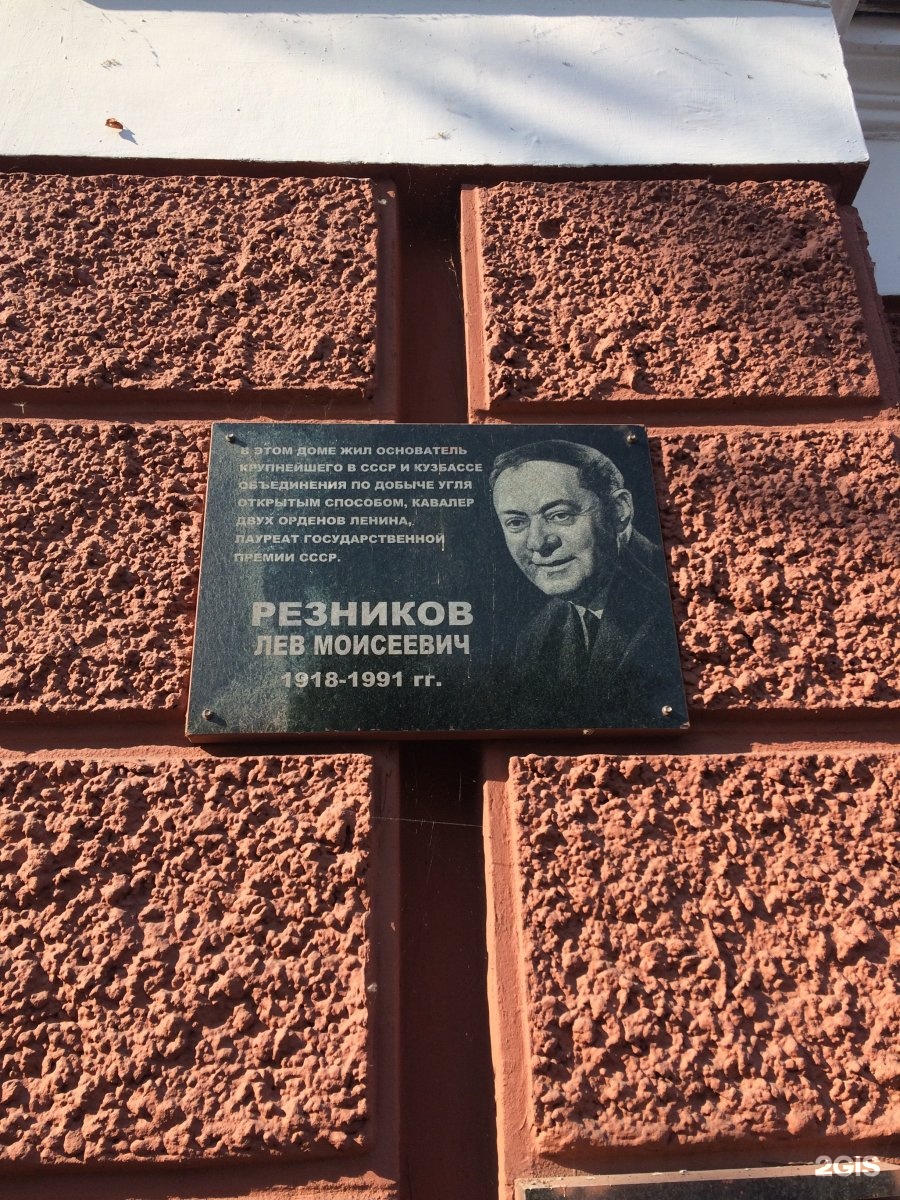 В ЭТОМ ДОМЕ ЖИЛ ОСНОВАТЕЛЬ
КРУПНЕЙШЕГО В СССР И КУЗБАССЕ
ОБЪЕДИНЕНИЯ ПО ДОБЫЧЕ УГЛЯ
ОТКРЫТЫМ СПОСОБОМ, КАВАЛЕР
ДВУХ ОРДЕНОВ ЛЕНИНА,
ЛАУРЕАТ ГОСУДАРСТВЕННОЙ
ПРЕМИИ СССР.
РЕЗНИКОВ
ЛЕВ МОИСЕЕВИЧ
1918-1991 гг.
2GIS